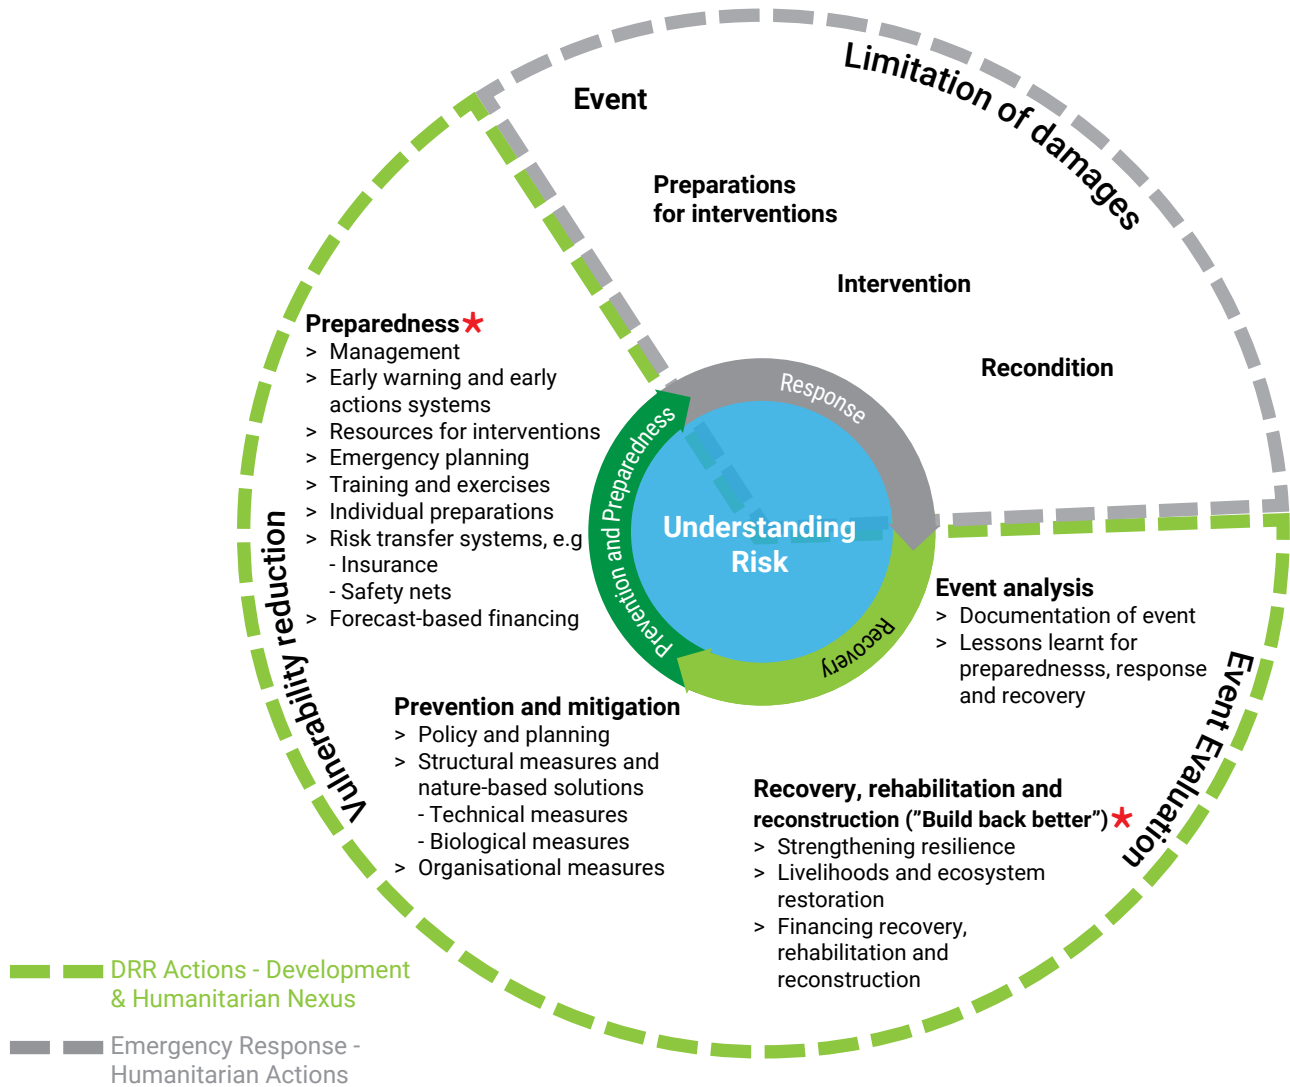 Limitation of damages
Event
Preparations
for interventions
Intervention
Recondition
Preparedness*
> Management
> Early warning and early
actions systems
> Resources for interventions
> Emergency planning
> Training and exercises
> Individual preparations
> Risk transfer systems, e.g
- Insurance
- Safety nets
> Forecast-based financing
Vulnerability reduction
Response
Prevention and Preparedness
Recovery
Understanding
Risk
Event analysis
> Documentation of event
> Lessons learnt for
preparednesss, response
and recovery
Event Evaluation
Prevention and mitigation
> Policy and planning
> Structural measures and
nature-based solutions
- Technical measures
- Biological measures
> Organisational measures
Recovery, rehabilitation and
reconstruction (”Build back better”)*
> Strengthening resilience
> Livelihoods and ecosystem
restoration
> Financing recovery,
rehabilitation and
reconstruction
DRR Actions - Development
& Humanitarian Nexus
Emergency Response -
Humanitarian Actions